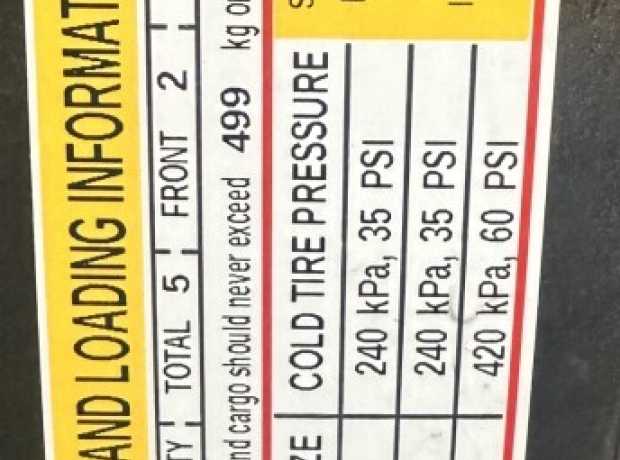 AND LOADING INFORMAT
TY TOTAL 5 FRONT 2
nd cargo should never exceed 499 kg or
ZE COLD TIRE PRESSURE
240 kPa, 35 PSI
240 kPa, 35 PSI
420 kPa, 60 PSI